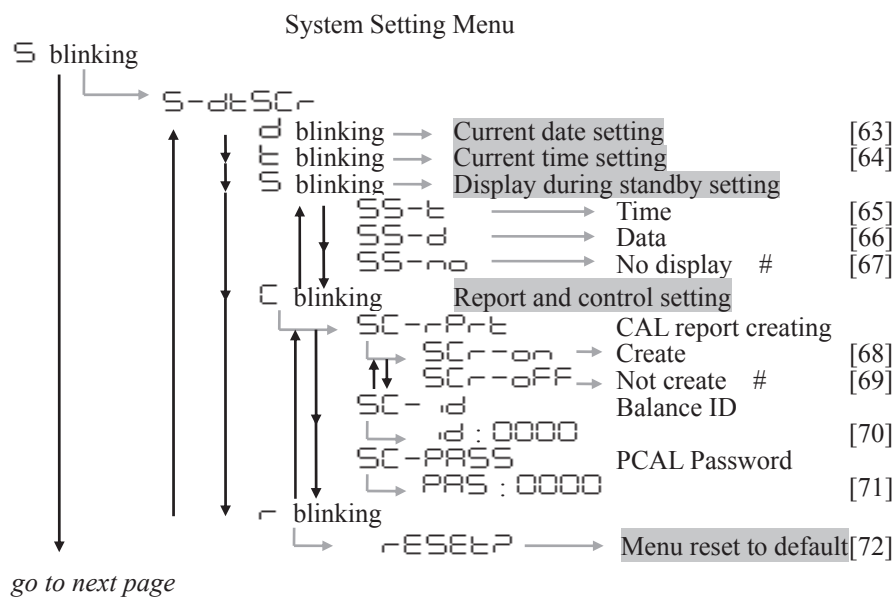 System Setting Menu
S blinking
S-dtSCr
d blinking Current date setting [63]
t blinking Current time setting [64]
S blinking Display during standby setting
SS-t Time [65]
SS-d Data [66]
SS-no No display # [67]
C blinking Report and control setting
SC-rPrt CAL report creating
SCr-on Create [68]
SCr-oFF Not create # [69]
SC- id Balance ID
id : 0000 [70]
SC-PASS PCAL Password
PAS : 0000 [71]
r blinking
rESEt? Menu reset to default [72]
go to next page